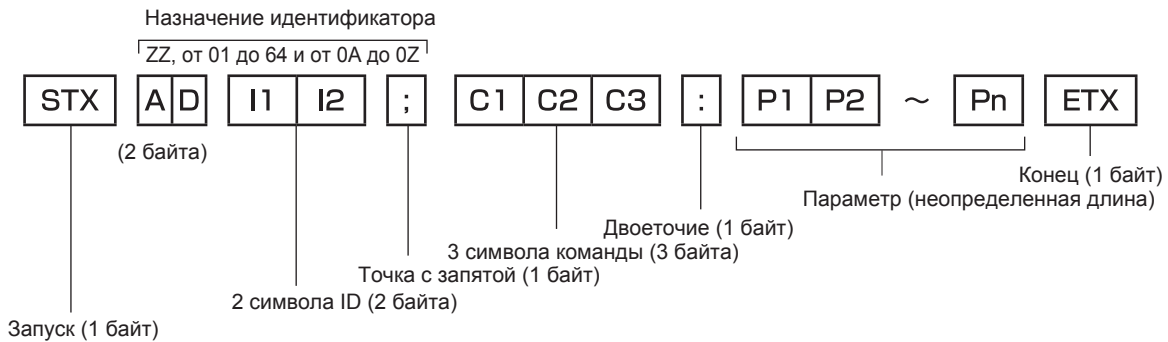 Назначение идентификатора
ZZ, от 01 до 64 и от 0A до 0Z
STX A D I1 I2 ; C1 C2 C3 : P1 P2 ~ Pn ETX
(2 байта)
Конец (1 байт)
Параметр (неопределенная длина)
Двоеточие (1 байт)
3 символа команды (3 байта)
Точка с запятой (1 байт)
2 символа ID (2 байта)
Запуск (1 байт)